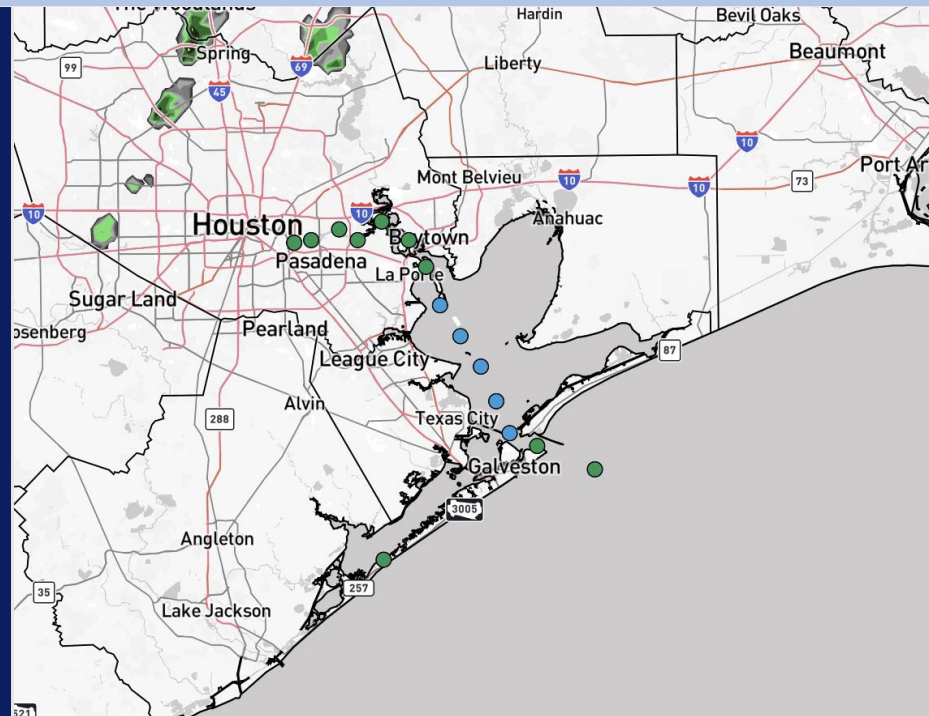 The Woodlands
Hardin
Bevil Oaks
Spring
Beaumont
99
69
Liberty
45
10
Port Ar
73
Mont Belvieu
10
10
10
10
Anahuac
Houston
Baytown
Pasadena
La Porte
Sugar Land
osenberg
Pearland
League City
87
Alvin
Texas City
288
Galveston
3005
Angleton
257
35
Lake Jackson
521